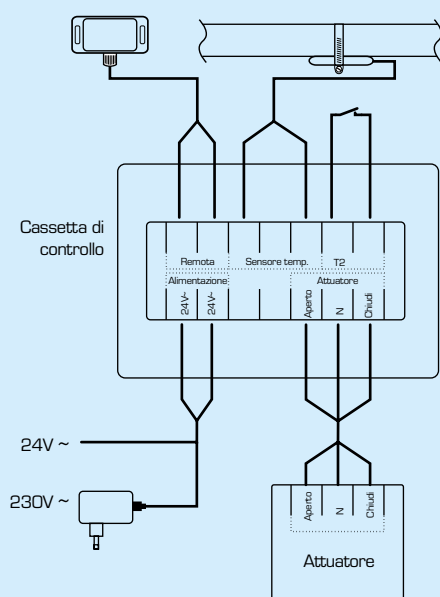 Cassetta di
controllo
Remota
Sensore temp.
T2
Alimentazione
Attuatore
24V~
24V~
Aperto
N
Chiudi
24V ~
230V ~
Aperto
N
Chiudi
Attuatore